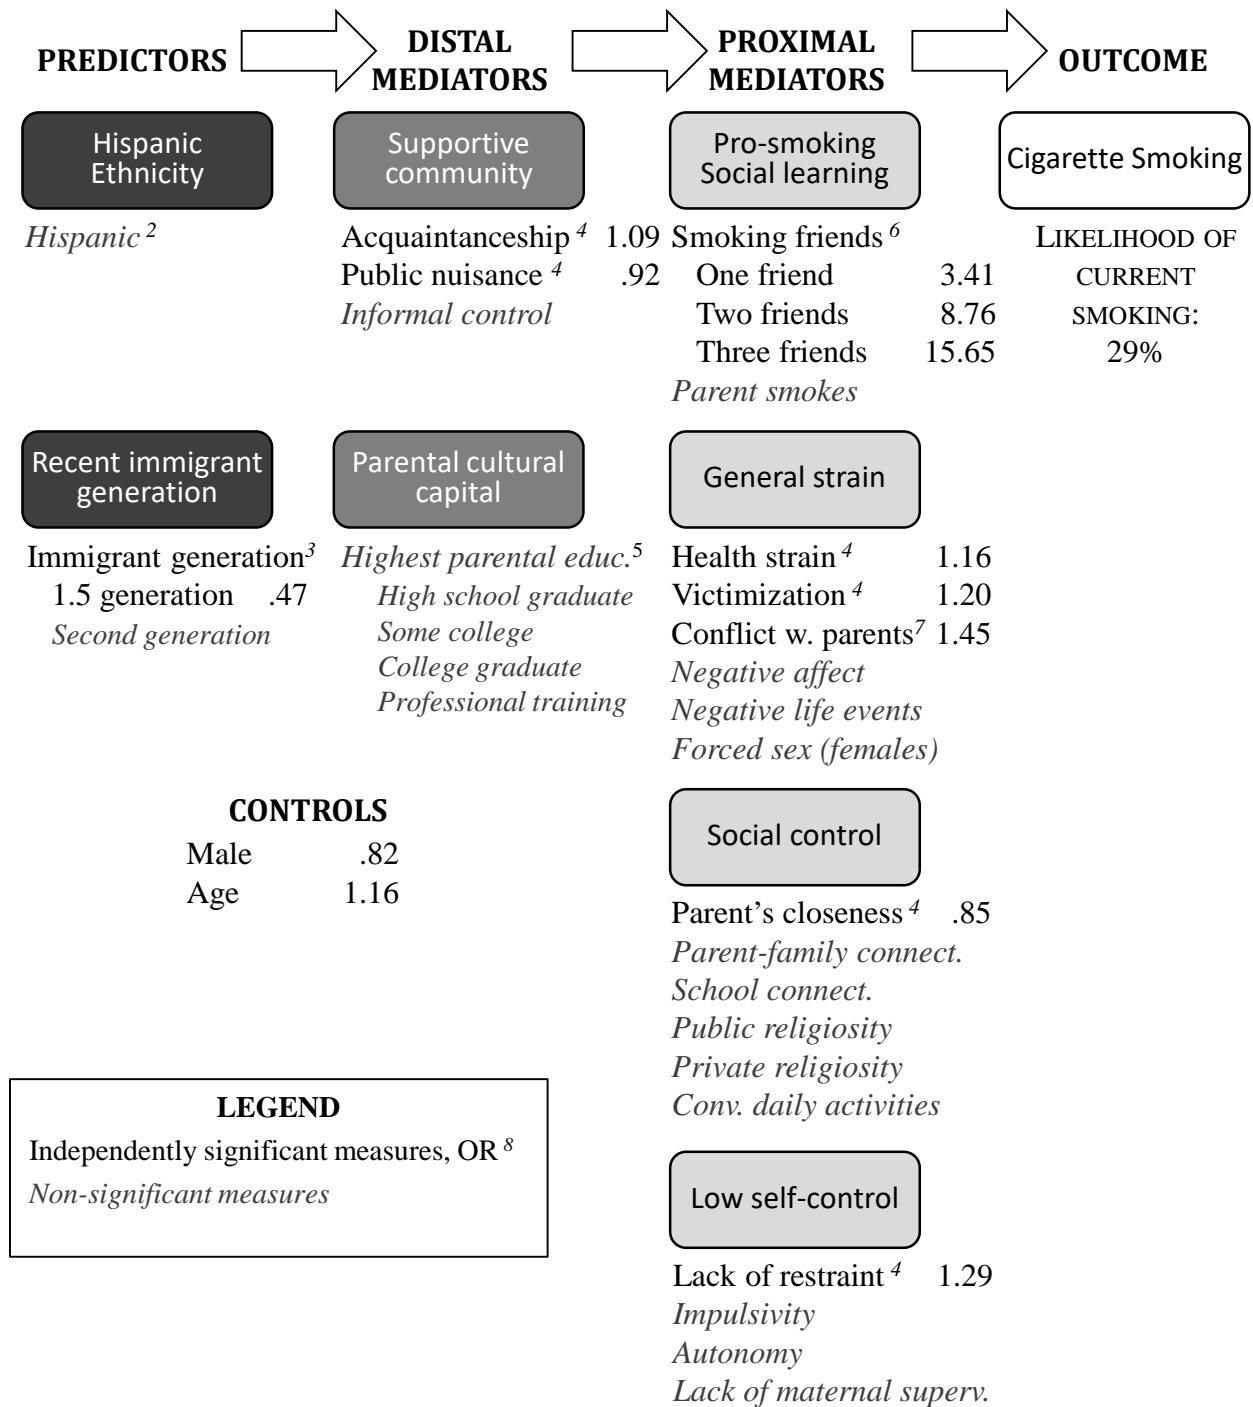 PREDICTORS
DISTAL
MEDIATORS
PROXIMAL
MEDIATORS
OUTCOME
Hispanic
Ethnicity
Hispanic 2
Supportive
community
Acquaintanceship 4 1.09
Public nuisance 4 .92
Informal control
Pro-smoking
Social learning
Smoking friends 6
One friend 3.41
Two friends 8.76
Three friends 15.65
Parent smokes
Cigarette Smoking
LIKELIHOOD OF
CURRENT
SMOKING:
29%
Recent immigrant
generation
Immigrant generation3
1.5 generation .47
Second generation
Parental cultural
capital
Highest parental educ.5
High school graduate
Some college
College graduate
Professional training
General strain
Health strain 4 1.16
Victimization 4 1.20
Conflict w. parents7 1.45
Negative affect
Negative life events
Forced sex (females)
CONTROLS
Male .82
Age 1.16
Social control
Parent's closeness 4 .85
Parent-family connect.
School connect.
Public religiosity
Private religiosity
Conv. daily activities
LEGEND
Independently significant measures, OR 8
Non-significant measures
Low self-control
Lack of restraint 4 1.29
Impulsivity
Autonomy
Lack of maternal superv.